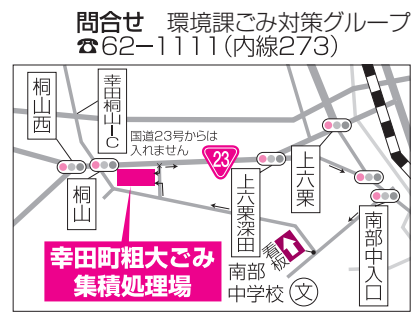 問合せ 環境課ごみ対策グループ
☎62−1111(内線273)
桐山西
幸田桐山IC
国道23号からは
入れません
23
桐山
上六栗深田
上六栗
南部中入口
幸田町粗大ごみ
集積処理場
看板
南部
中学校 文